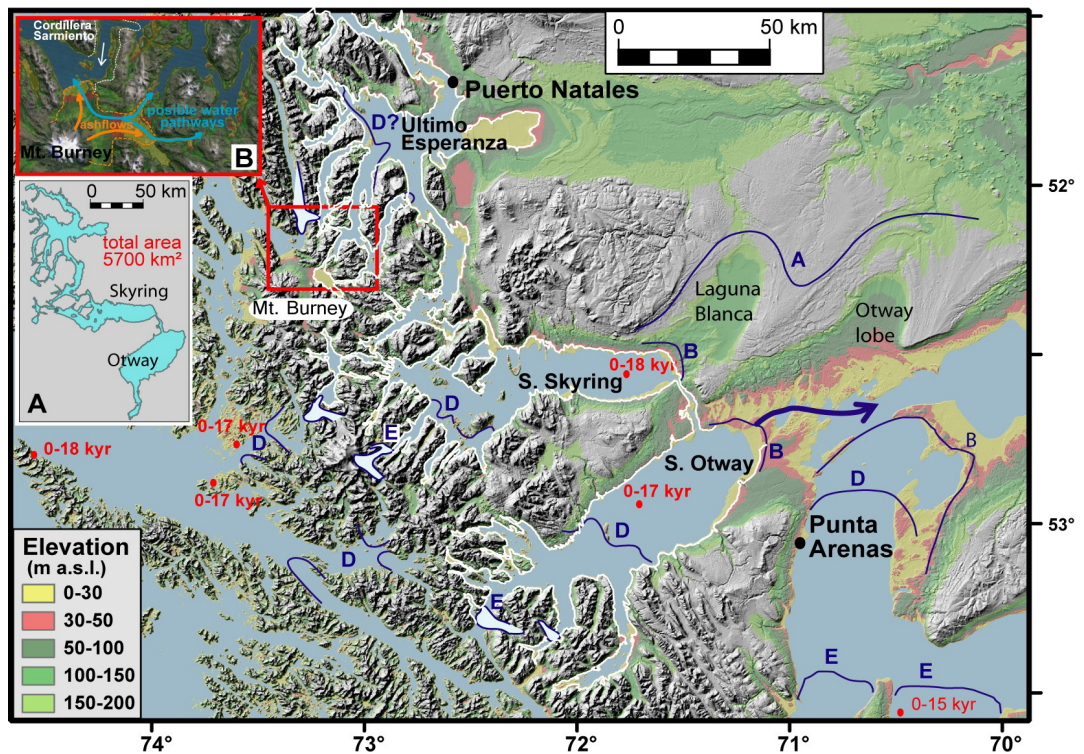 Cordillera
Sarmiento
posible water
pathways
ashflows
Mt. Burney
B
0 50 km
total area
5700 km²
Skyring
Otway
A
0 50 km
Puerto Natales
D?
Ultimo
Esperanza
52°
A
Laguna
Blanca
Otway
lobe
Mt. Burney
B
0-18 kyr
S. Skyring
D
0-17 kyr
D
E
0-18 kyr
B
B
S. Otway
0-17 kyr
0-17 kyr
D
53°
Punta
Arenas
D
D
E
E
E
0-15 kyr
Elevation
(m a.s.l.)
0-30
30-50
50-100
100-150
150-200
74 73 72 71 70°